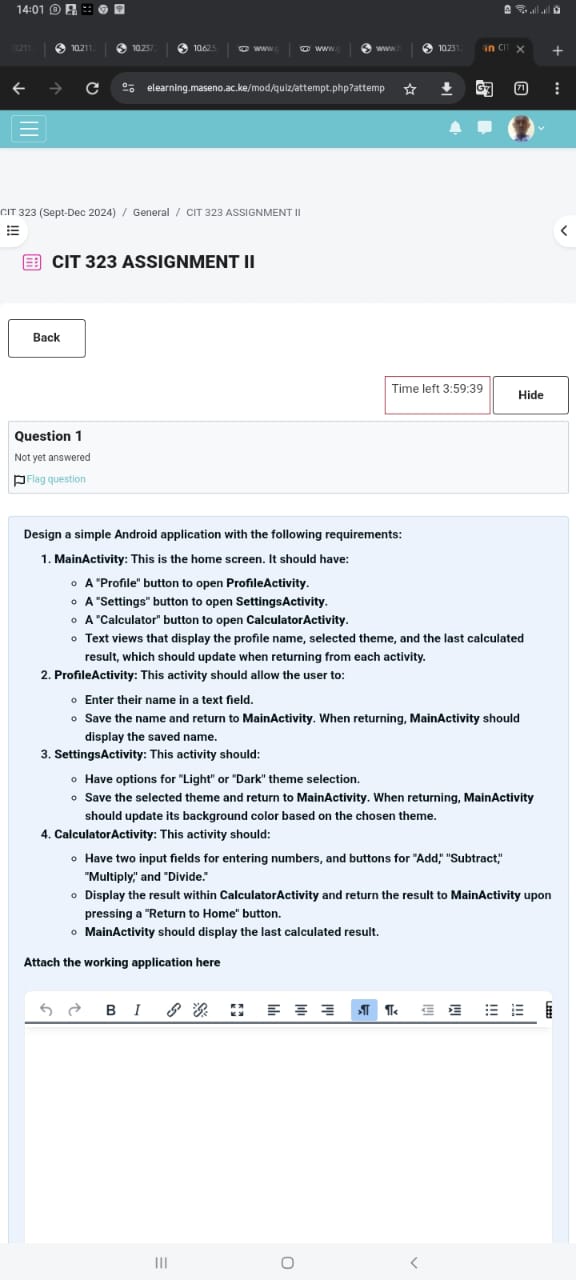 14:01
10.211.
10.237.
10.62.5
www.
www.
www.
10.231.
in CIT
elearning.maseno.ac.ke/mod/quiz/attempt.php?attemp
71
CIT 323 (Sept-Dec 2024) / General / CIT 323 ASSIGNMENT II
CIT 323 ASSIGNMENT II
Back
Time left 3:59:39
Hide
Question 1
Not yet answered
Flag question
Design a simple Android application with the following requirements:
1. MainActivity: This is the home screen. It should have:
A "Profile" button to open ProfileActivity.
A "Settings" button to open SettingsActivity.
A "Calculator" button to open CalculatorActivity.
Text views that display the profile name, selected theme, and the last calculated
result, which should update when returning from each activity.
2. ProfileActivity: This activity should allow the user to:
Enter their name in a text field.
Save the name and return to MainActivity. When returning, MainActivity should
display the saved name.
3. SettingsActivity: This activity should:
Have options for "Light" or "Dark" theme selection.
Save the selected theme and return to MainActivity. When returning, MainActivity
should update its background color based on the chosen theme.
4. CalculatorActivity: This activity should:
Have two input fields for entering numbers, and buttons for "Add," "Subtract,"
"Multiply," and "Divide."
Display the result within CalculatorActivity and return the result to MainActivity upon
pressing a "Return to Home" button.
MainActivity should display the last calculated result.
Attach the working application here
B I